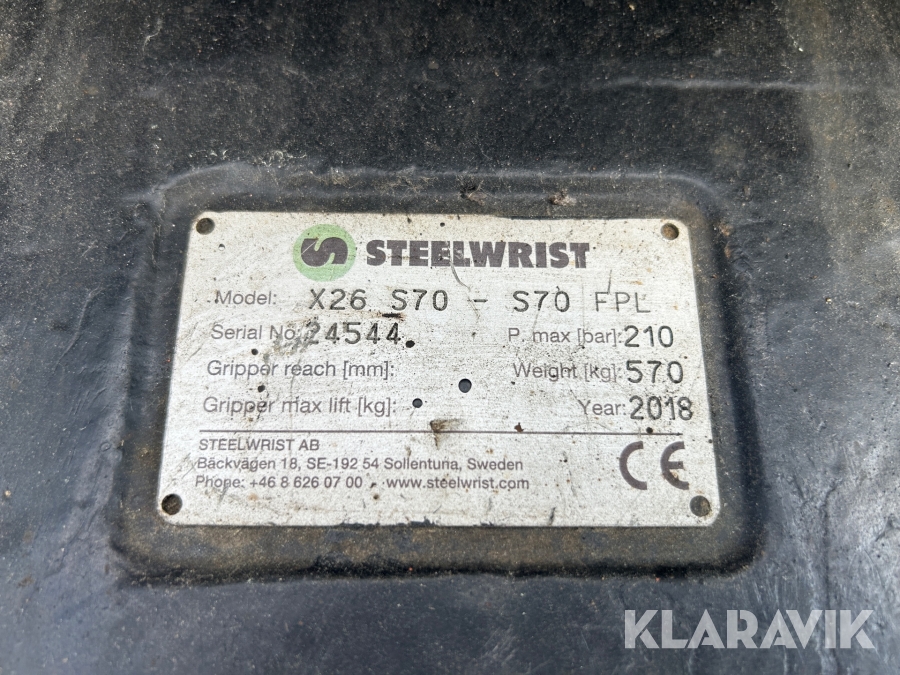 STEELWRIST
Model: X26 S70 - S70 FPL
Serial No: 24544 P. max [bar]: 210
Gripper reach [mm]: Weight [kg]: 570
Gripper max lift [kg]: Year: 2018
STEELWRIST AB
Bäckvägen 18, SE-192 54 Sollentuna, Sweden
Phone: +46 8 626 07 00 www.steelwrist.com
CE
KLARAVIK